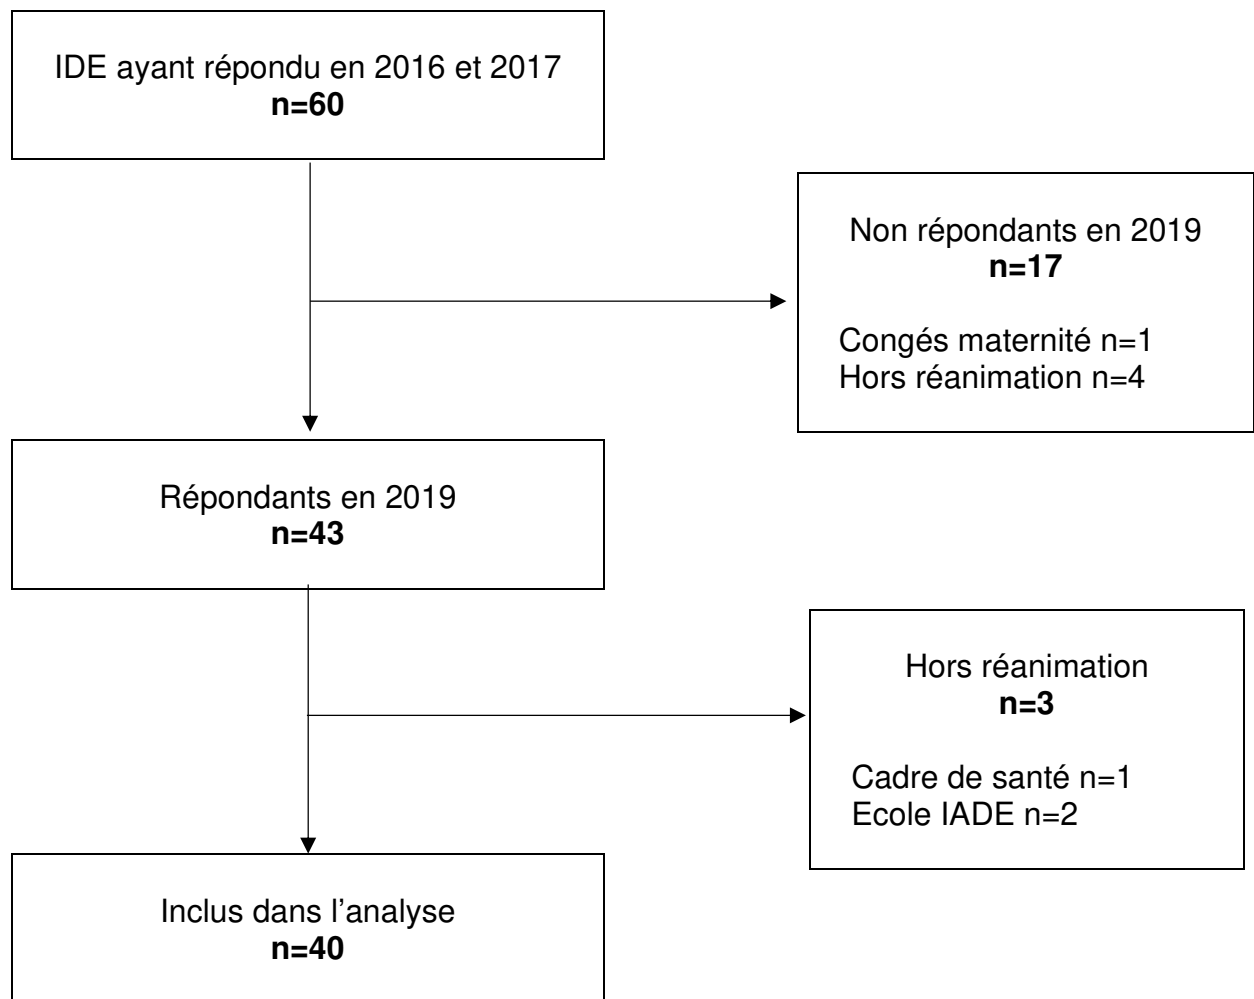 IDE ayant répondu en 2016 et 2017
n=60
Non répondants en 2019
n=17
Congés maternité n=1
Hors réanimation n=4
Répondants en 2019
n=43
Hors réanimation
n=3
Cadre de santé n=1
Ecole IADE n=2
Inclus dans l’analyse
n=40